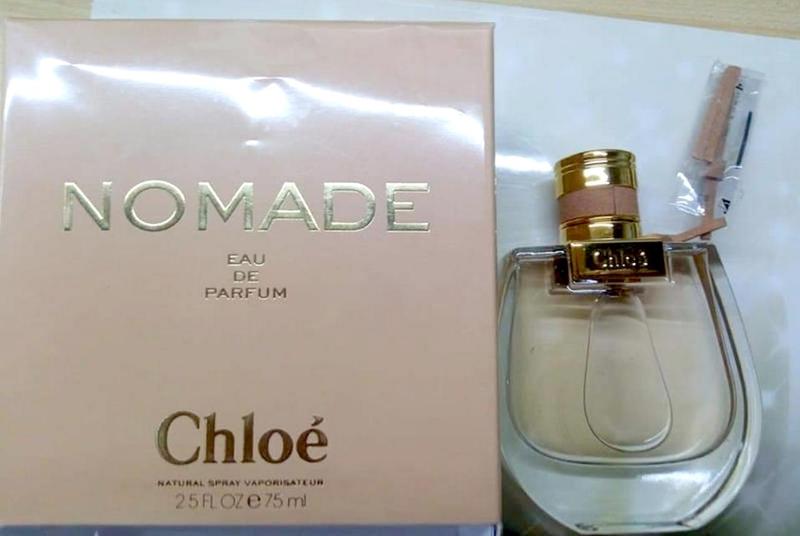 NOMADE
EAU
DE
PARFUM
Chloé
NATURAL SPRAY VAPORISATEUR
2.5 FL OZ e 75 ml
Chloé